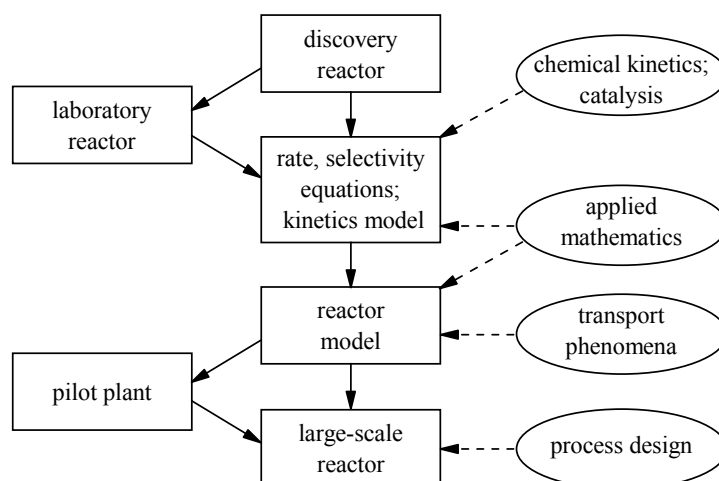 discovery
reactor
chemical kinetics;
catalysis
laboratory
reactor
rate, selectivity
equations;
kinetics model
applied
mathematics
reactor
model
transport
phenomena
pilot plant
large-scale
reactor
process design